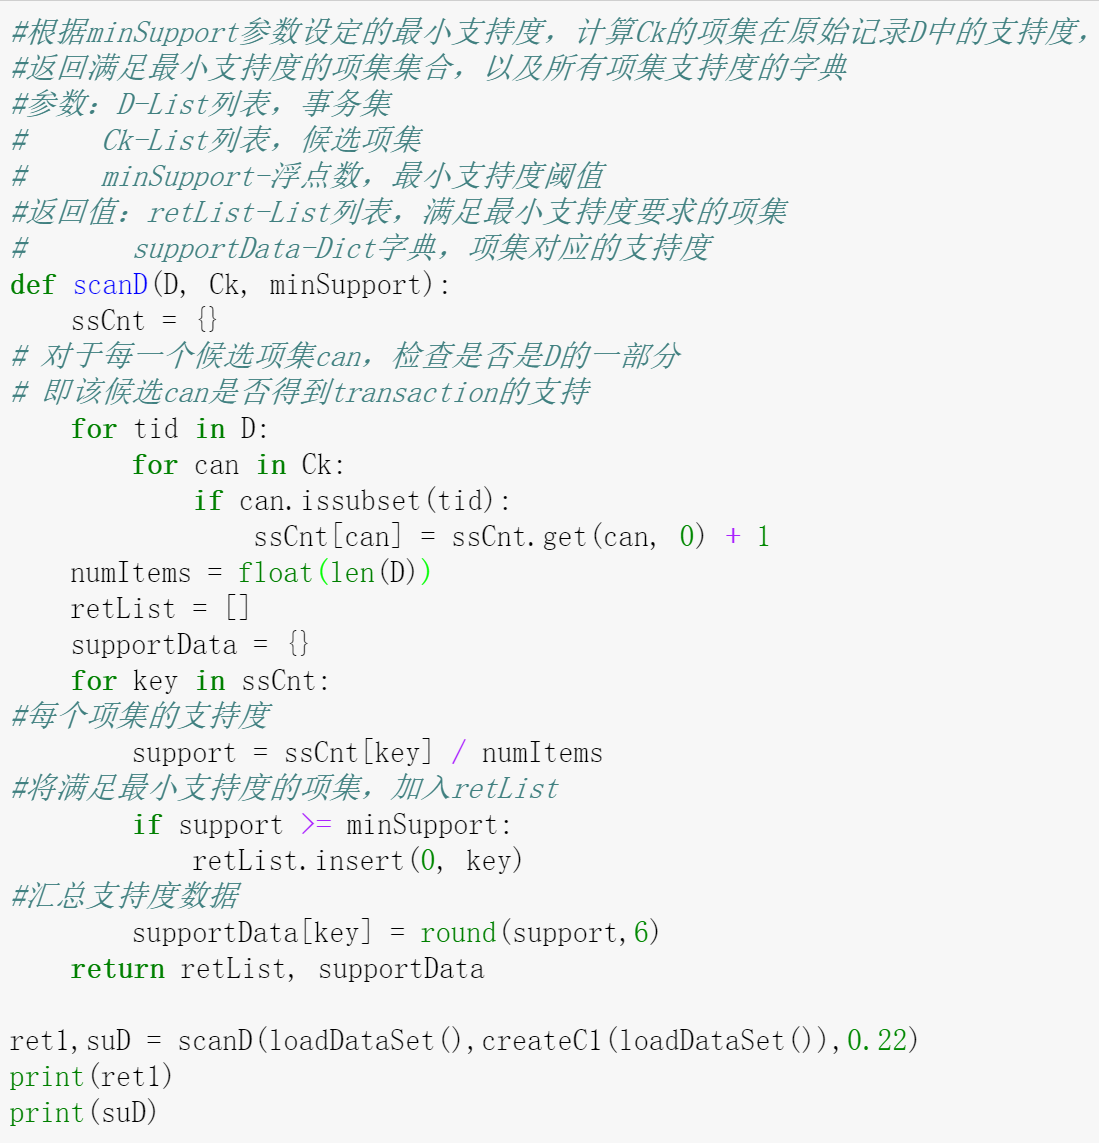 #根据minSupport参数设定的最小支持度，计算Ck的项集在原始记录D中的支持度，
#返回满足最小支持度的项集集合，以及所有项集支持度的字典
#参数：D-List列表，事务集
#     Ck-List列表，候选项集
#     minSupport-浮点数，最小支持度阈值
#返回值：retList-List列表，满足最小支持度要求的项集
#       supportData-Dict字典，项集对应的支持度
def scanD(D, Ck, minSupport):
    ssCnt = {}
# 对于每一个候选项集can，检查是否是D的一部分
# 即该候选can是否得到transaction的支持
    for tid in D:
        for can in Ck:
            if can.issubset(tid):
                ssCnt[can] = ssCnt.get(can, 0) + 1
    numItems = float(len(D))
    retList = []
    supportData = {}
    for key in ssCnt:
#每个项集的支持度
        support = ssCnt[key] / numItems
#将满足最小支持度的项集，加入retList
        if support >= minSupport:
            retList.insert(0, key)
#汇总支持度数据
        supportData[key] = round(support,6)
    return retList, supportData
ret1,suD = scanD(loadDataSet(),createC1(loadDataSet()),0.22)
print(ret1)
print(suD)